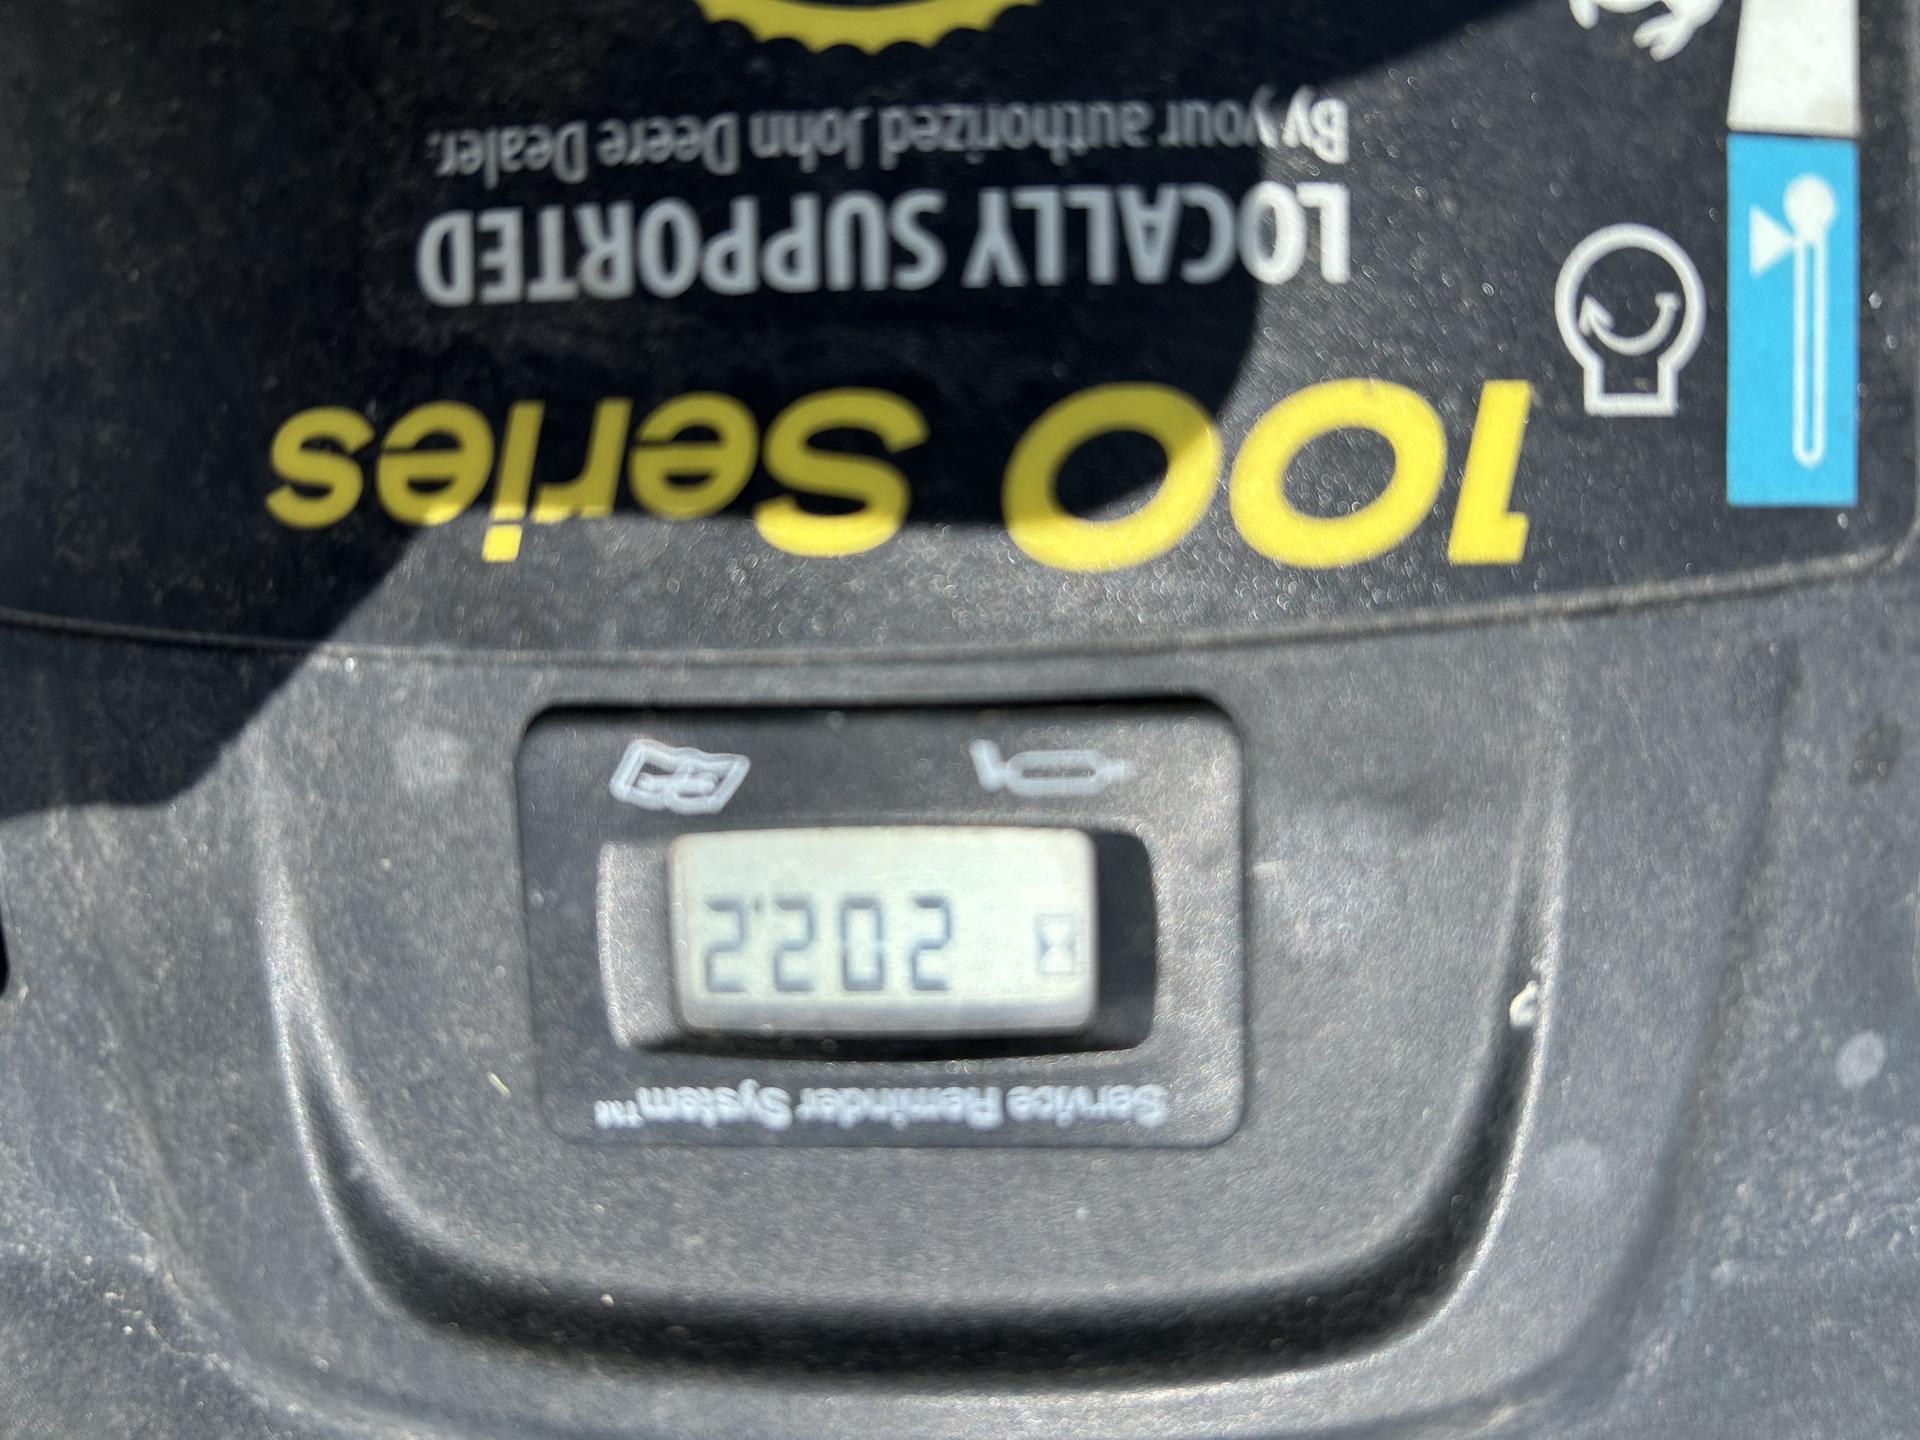 Service Reminder System™
202.2
100 Series
LOCALLY SUPPORTED
By your authorized John Deere Dealer.